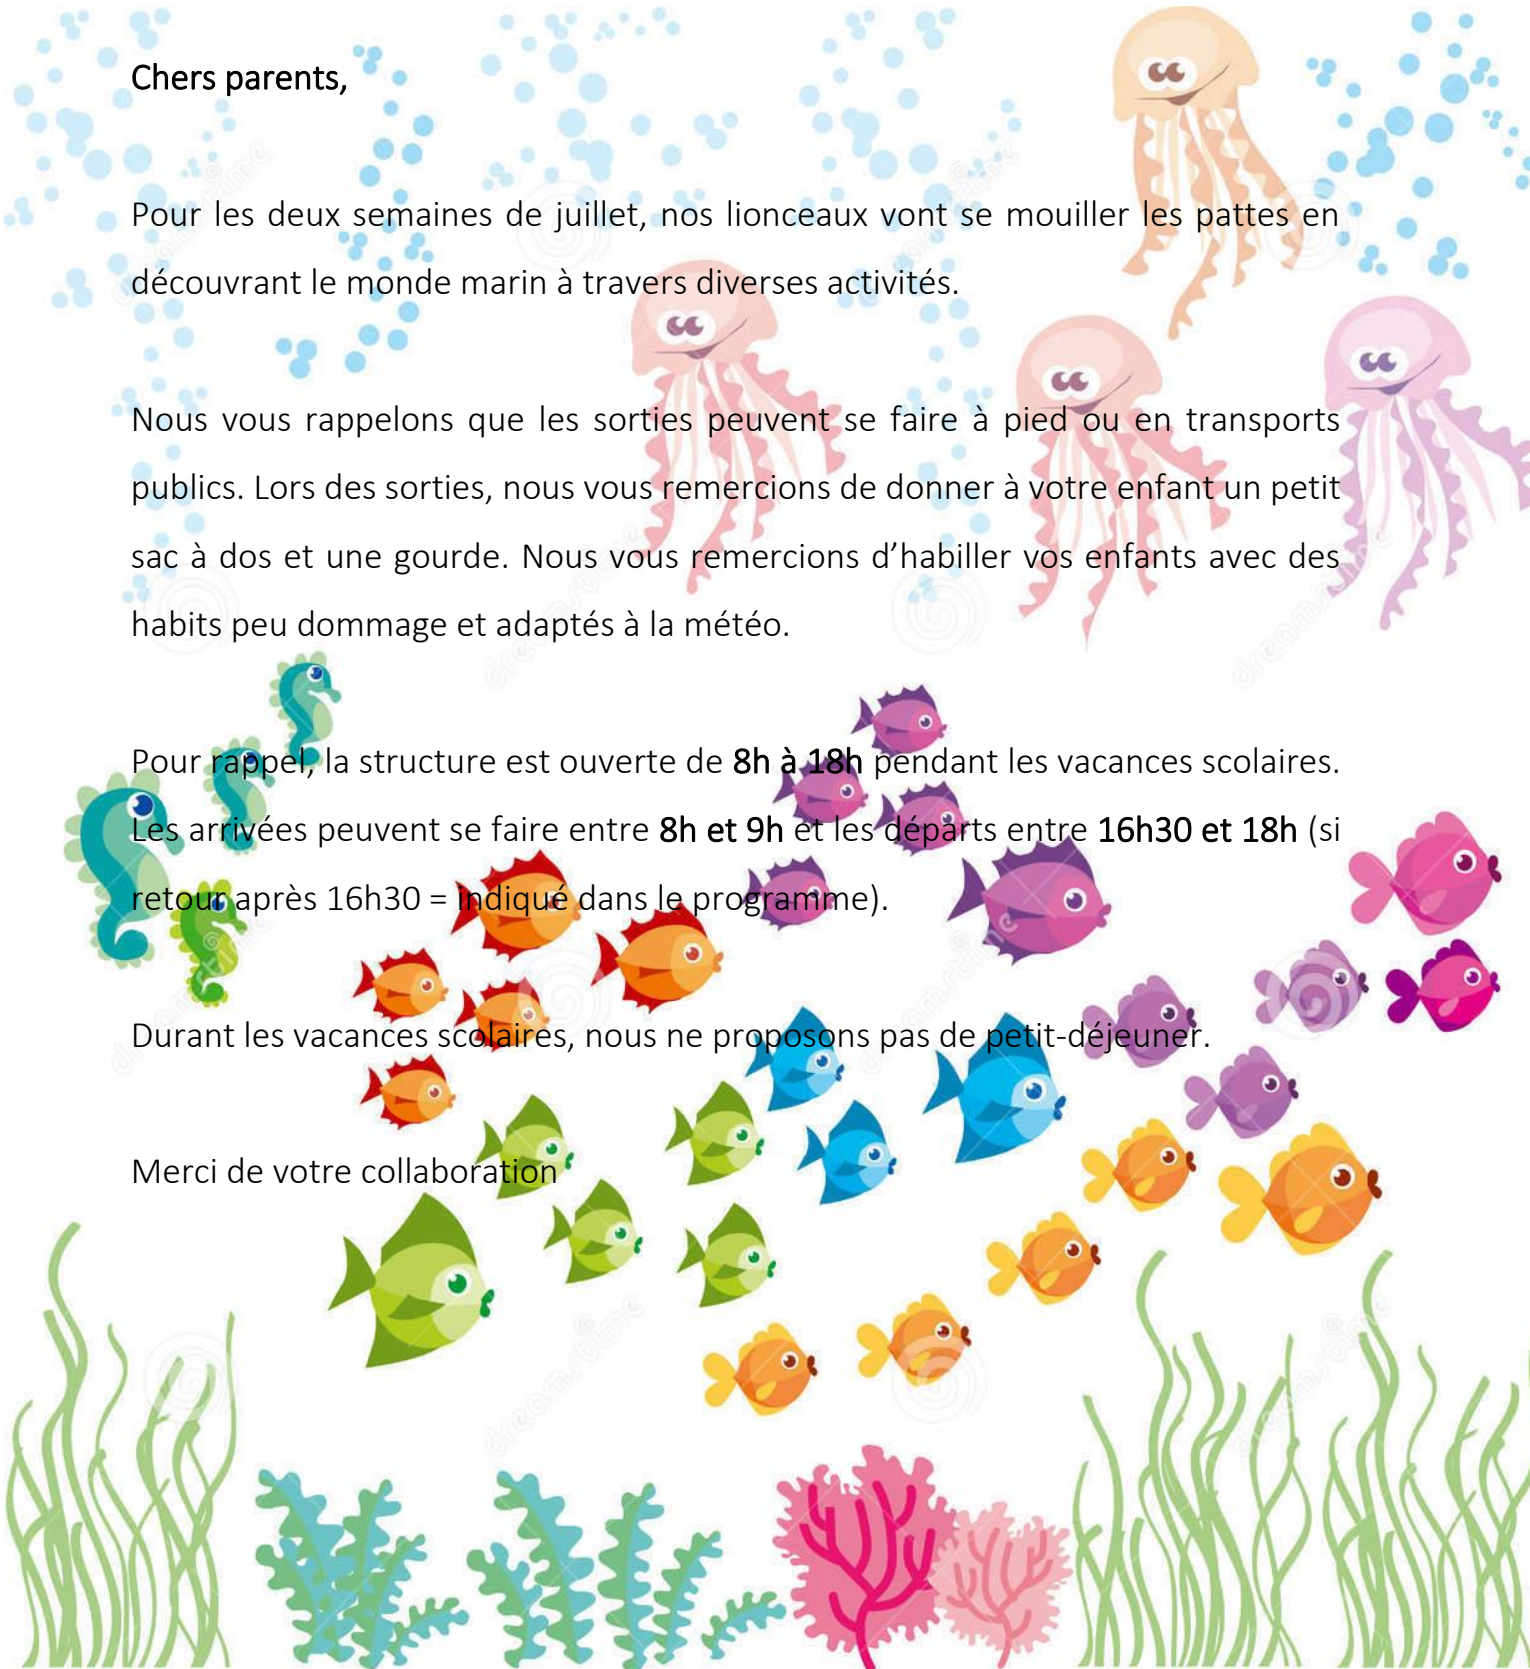 Chers parents,
Pour les deux semaines de juillet, nos lionceaux vont se mouiller les pattes en
découvrant le monde marin à travers diverses activités.
Nous vous rappelons que les sorties peuvent se faire à pied ou en transports
publics. Lors des sorties, nous vous remercions de donner à votre enfant un petit
sac à dos et une gourde. Nous vous remercions d’habiller vos enfants avec des
habits peu dommage et adaptés à la météo.
Pour rappel, la structure est ouverte de 8h à 18h pendant les vacances scolaires.
Les arrivées peuvent se faire entre 8h et 9h et les départs entre 16h30 et 18h (si
retour après 16h30 = indiqué dans le programme).
Durant les vacances scolaires, nous ne proposons pas de petit-déjeuner.
Merci de votre collaboration
dreamstime